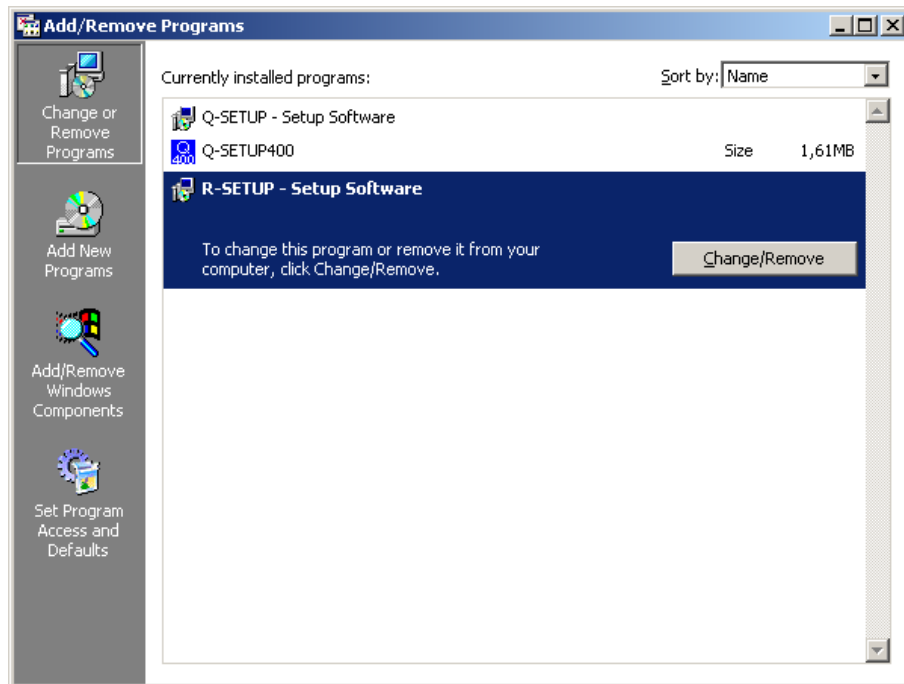 Add/Remove Programs
Change or
Remove
Programs
Add New
Programs
Add/Remove
Windows
Components
Set Program
Access and
Defaults
Currently installed programs:
Sort by: Name
Q-SETUP - Setup Software
Q
400
Q-SETUP400 Size 1,61MB
R-SETUP - Setup Software
To change this program or remove it from your
computer, click Change/Remove.
Change/Remove